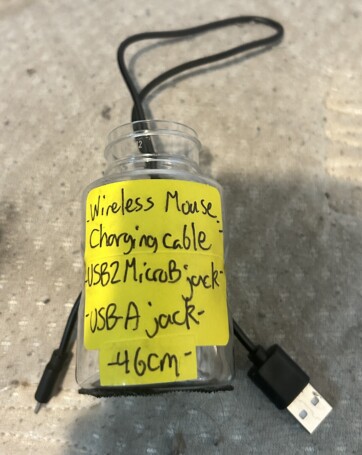 -Wireless Mouse-
Charging cable
-USB2 MicroB jack-
-USB-A jack-
-46cm-